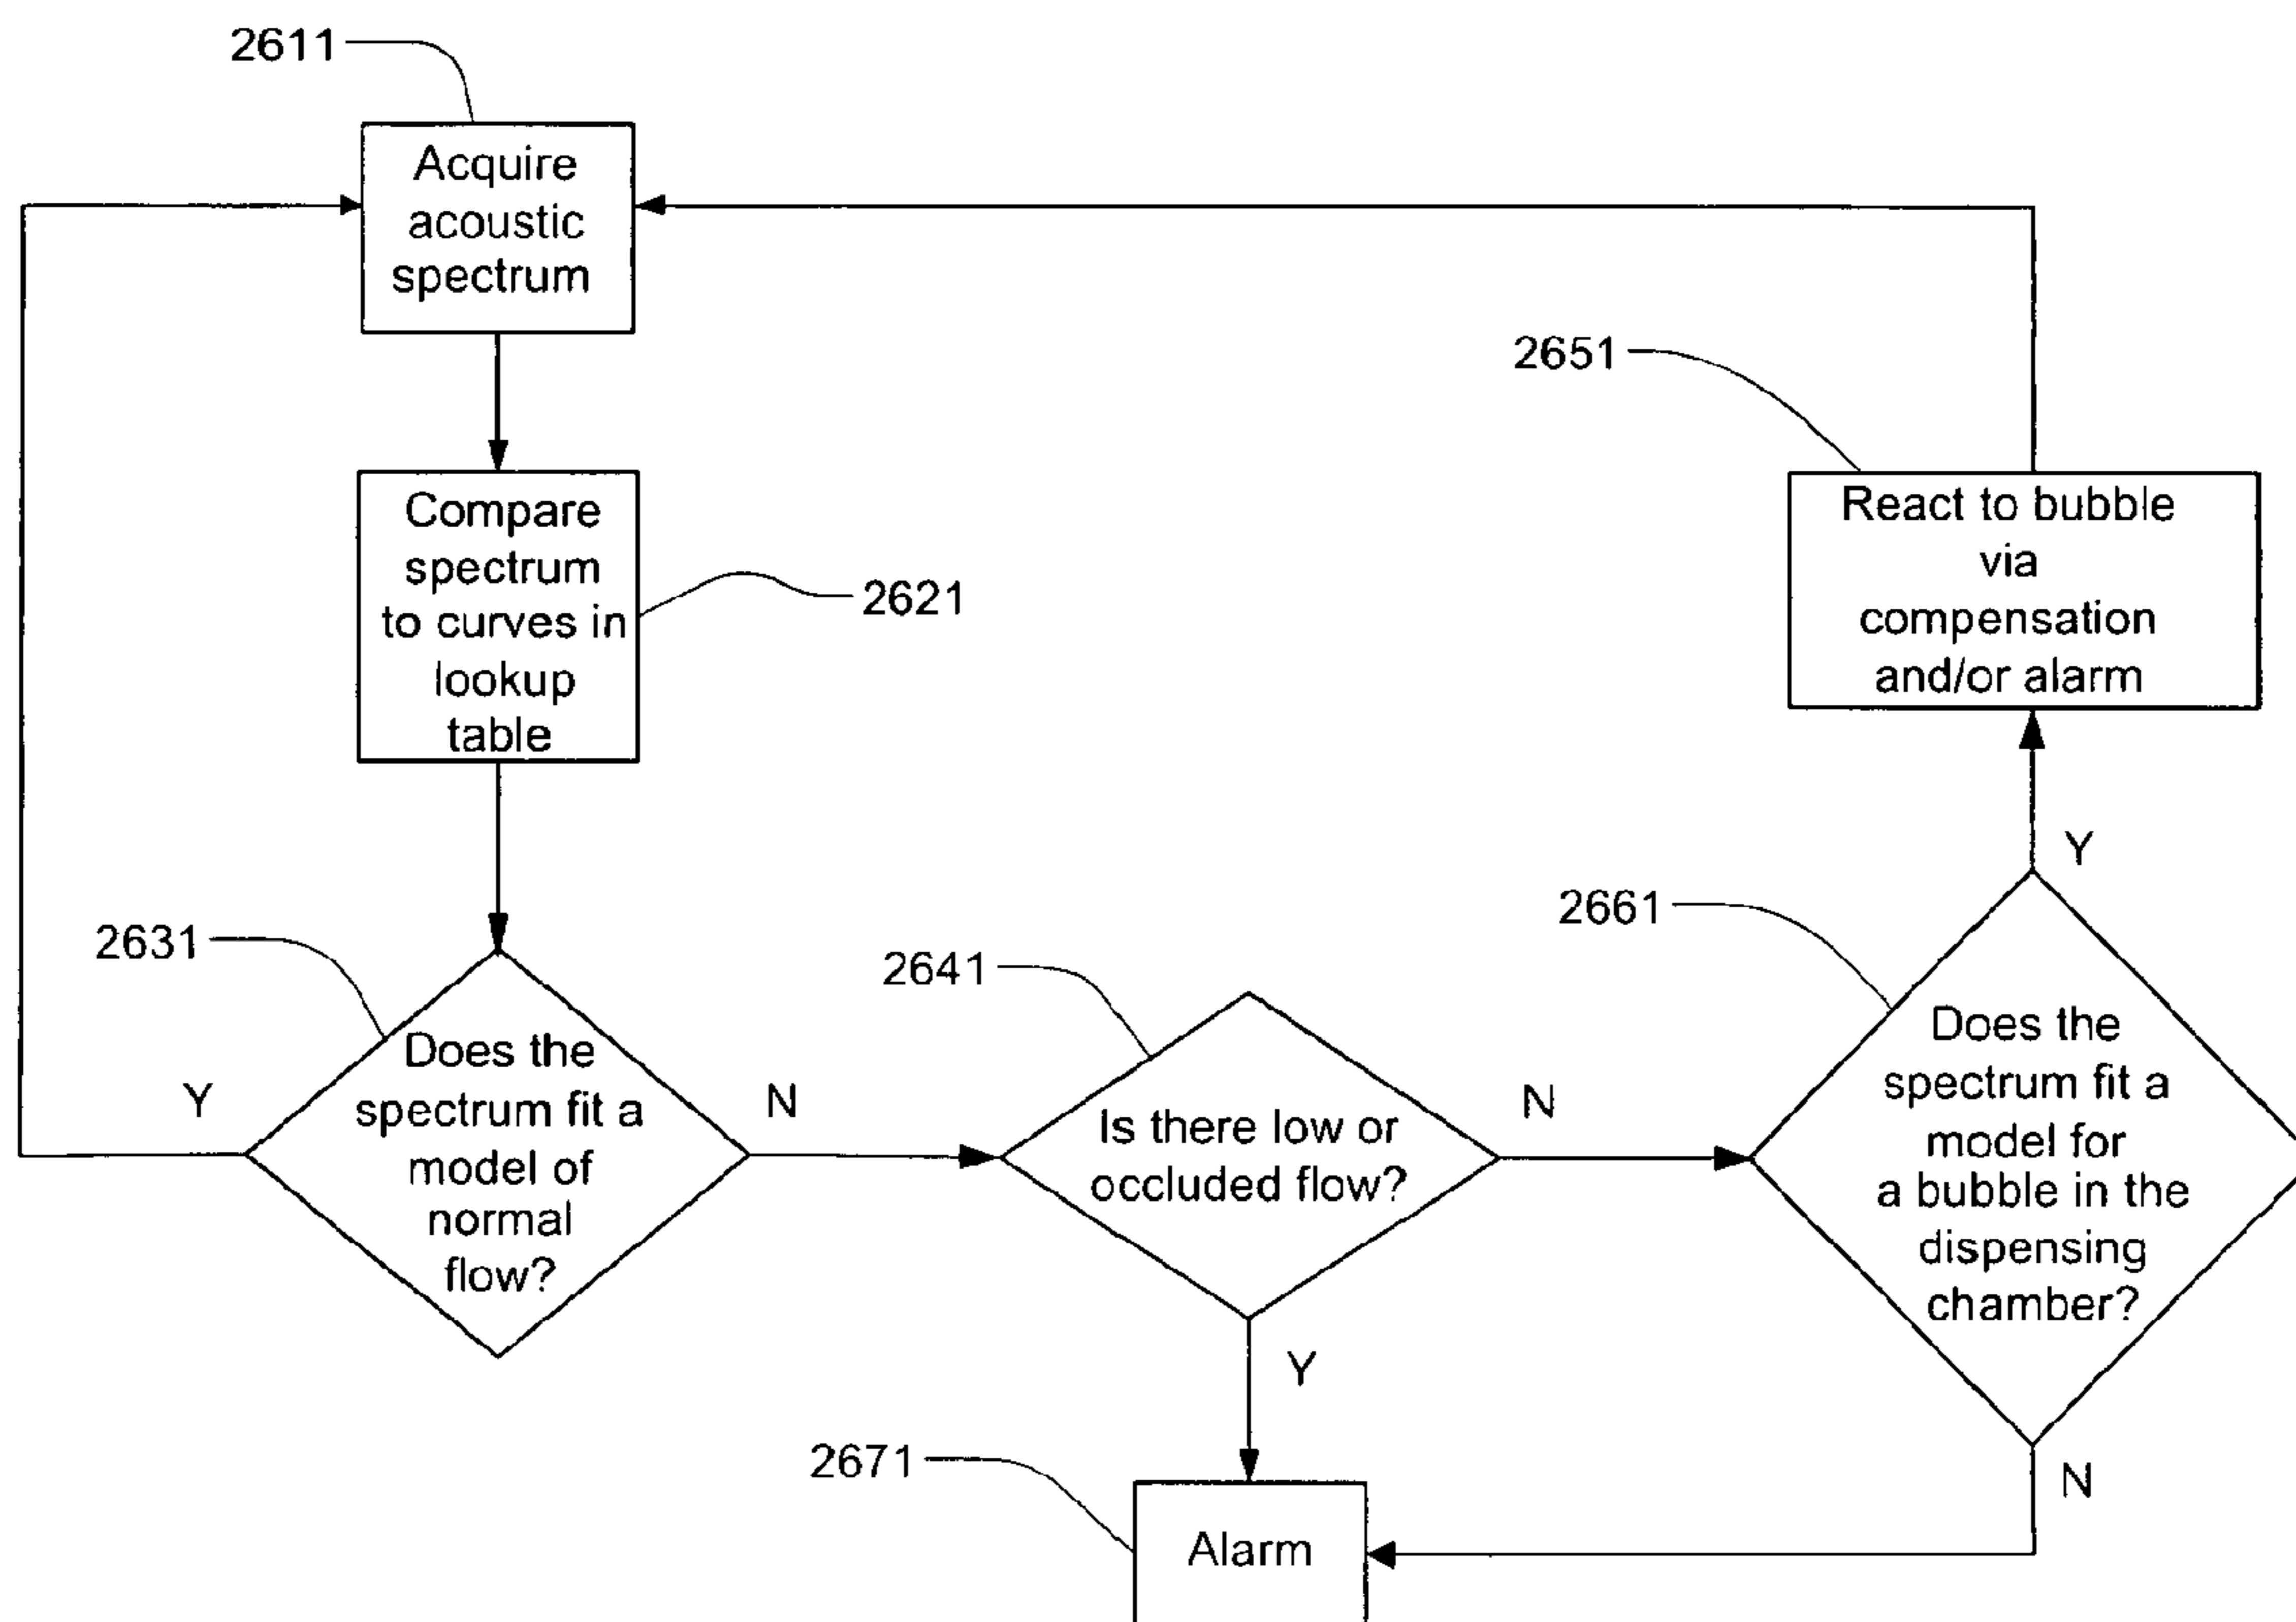 2611
Acquire
acoustic
spectrum
2651
React to bubble
via
compensation
and/or alarm
Compare
spectrum
to curves in
lookup
table
2621
Y
2661
2631
2641
Does the
spectrum fit a
model of
normal
flow?
Y
N
Is there low or
occluded flow?
N
Does the
spectrum fit a
model for
a bubble in the
dispensing
chamber?
Y
N
2671
Alarm